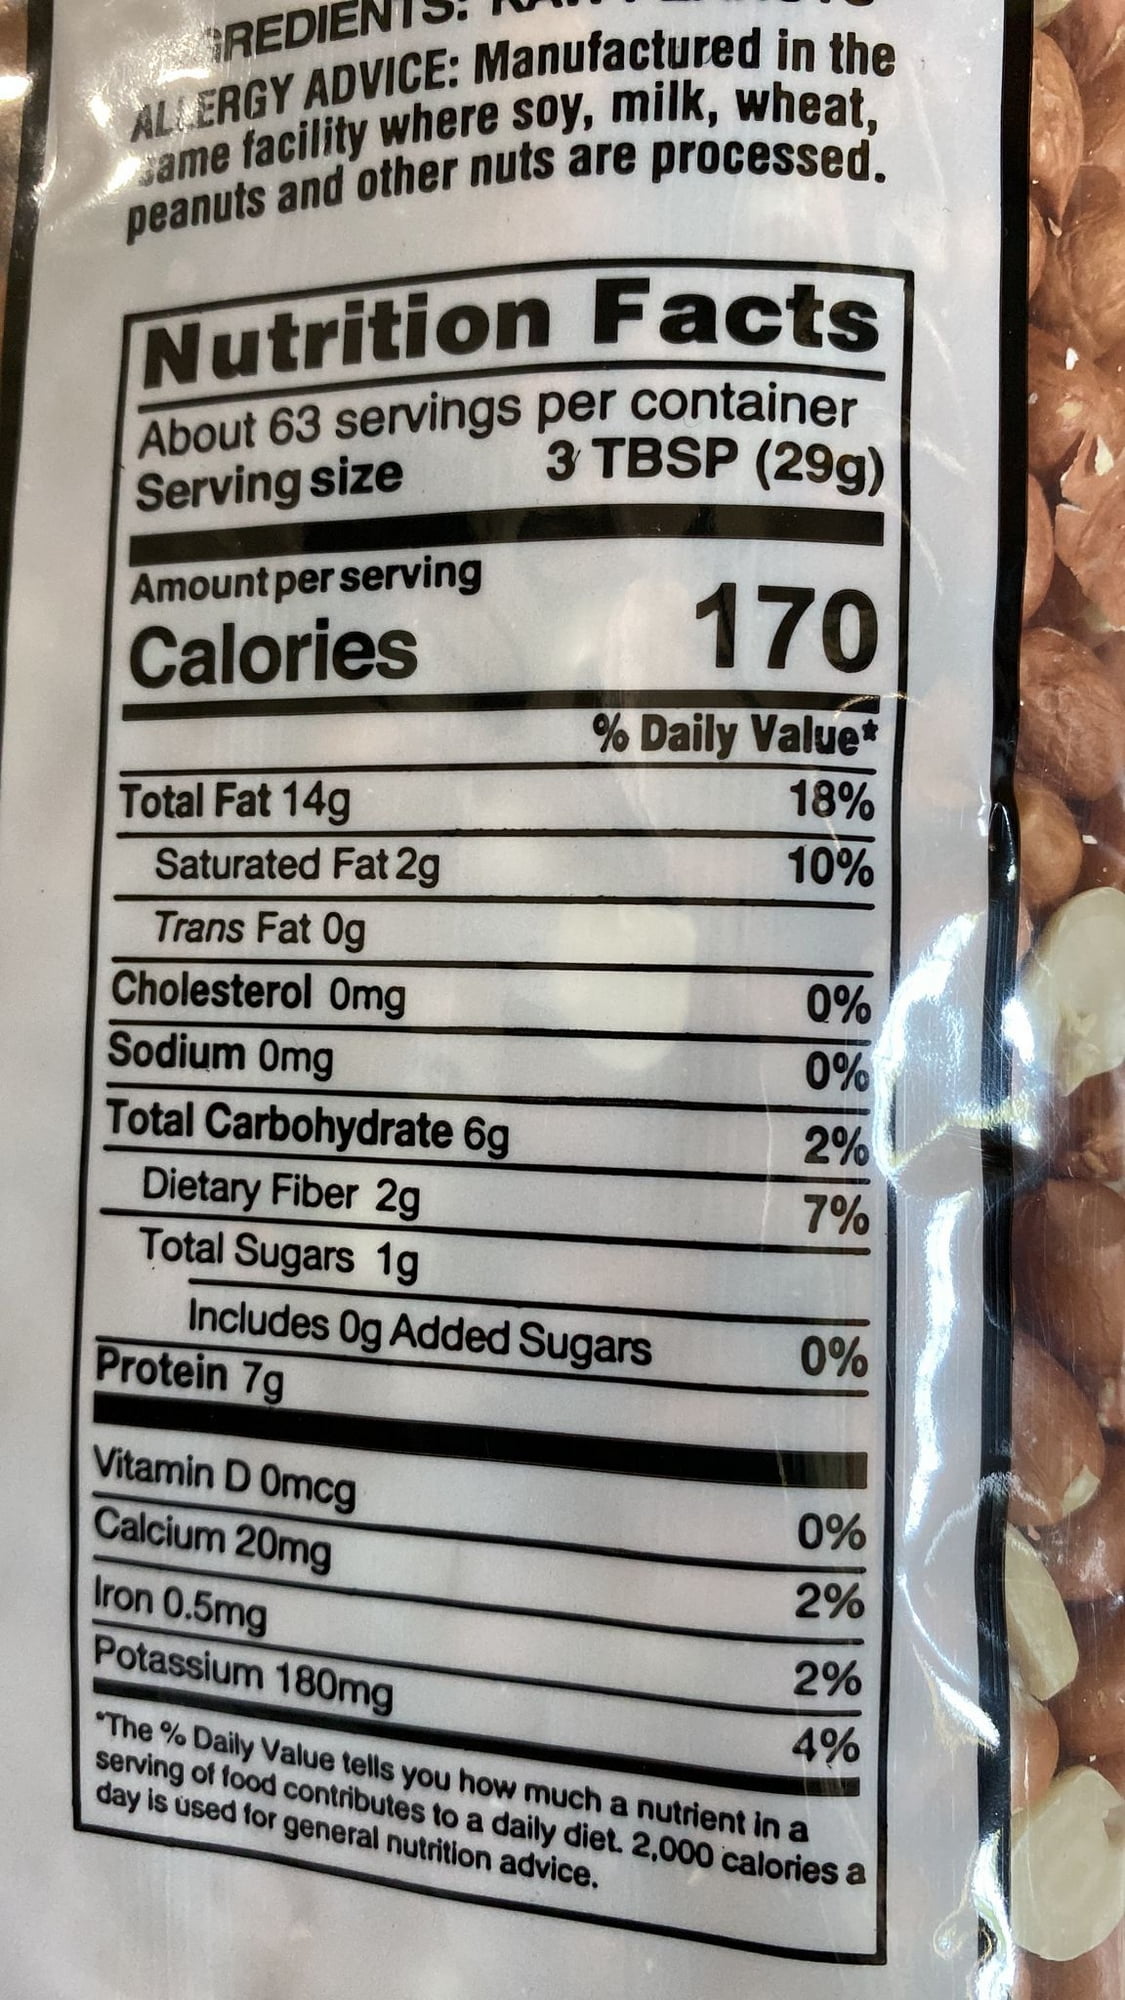 GREDIENTS: RAW PEANUTS
ALLERGY ADVICE: Manufactured in the
same facility where soy, milk, wheat,
peanuts and other nuts are processed.
Nutrition Facts
About 63 servings per container
Serving size 3 TBSP (29g)
Amount per serving
Calories 170
% Daily Value*
Total Fat 14g 18%
Saturated Fat 2g 10%
Trans Fat 0g
Cholesterol 0mg 0%
Sodium 0mg 0%
Total Carbohydrate 6g 2%
Dietary Fiber 2g 7%
Total Sugars 1g
Includes 0g Added Sugars 0%
Protein 7g
Vitamin D 0mcg 0%
Calcium 20mg 2%
Iron 0.5mg 2%
Potassium 180mg 4%
*The % Daily Value tells you how much a nutrient in a
serving of food contributes to a daily diet. 2,000 calories a
day is used for general nutrition advice.